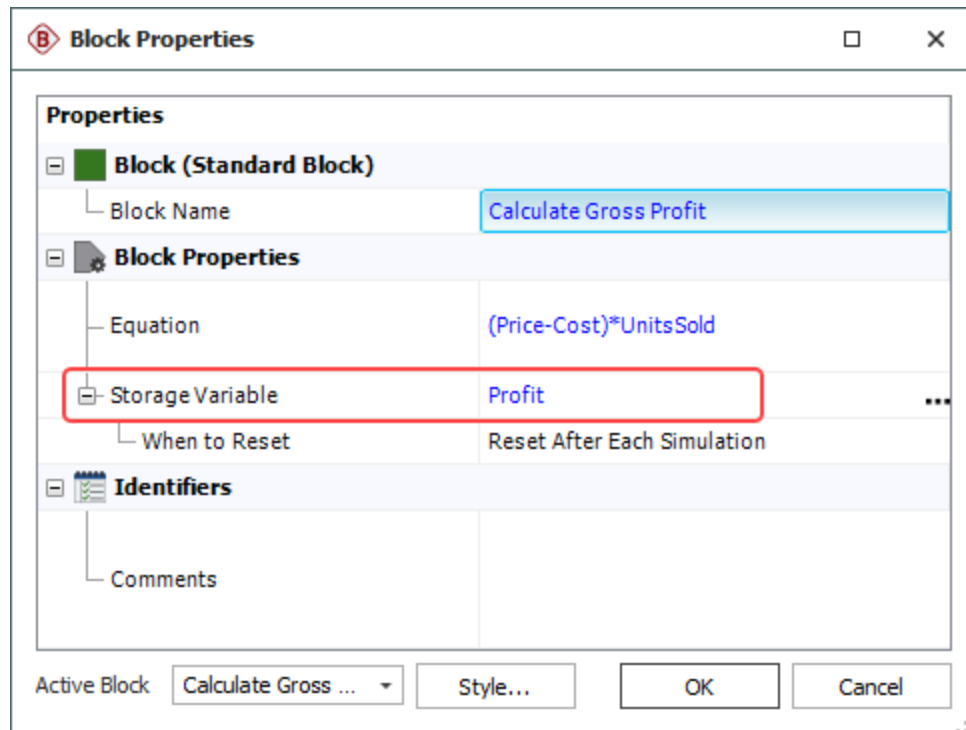 B Block Properties
Properties
Block (Standard Block)
Block Name Calculate Gross Profit
Block Properties
Equation (Price-Cost)*UnitsSold
Storage Variable Profit ...
When to Reset Reset After Each Simulation
Identifiers
Comments
Active Block Calculate Gross ... Style... OK Cancel